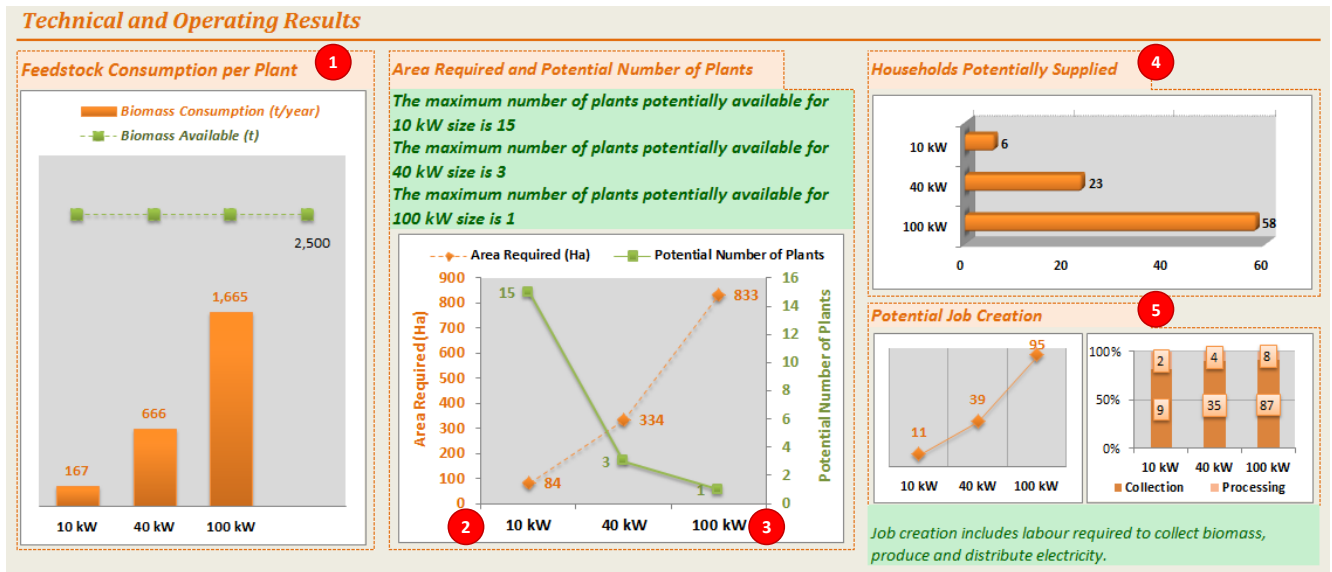 Technical and Operating Results
Feedstock Consumption per Plant
1
Biomass Consumption (t/year)
Biomass Available (t)
2,500
1,665
666
167
10 kW
40 kW
100 kW
Area Required and Potential Number of Plants
The maximum number of plants potentially available for
10 kW size is 15
The maximum number of plants potentially available for
40 kW size is 3
The maximum number of plants potentially available for
100 kW size is 1
Area Required (Ha)
Potential Number of Plants
Area Required (Ha)
900
800
700
600
500
400
300
200
100
0
15
84
3
334
1
833
16
14
12
10
8
6
4
2
0
Potential Number of Plants
10 kW
40 kW
100 kW
2
3
Households Potentially Supplied
4
10 kW
6
40 kW
23
100 kW
58
0
20
40
60
Potential Job Creation
5
11
39
95
10 kW
40 kW
100 kW
100%
50%
0%
2
4
8
9
35
87
10 kW
40 kW
100 kW
Collection
Processing
Job creation includes labour required to collect biomass,
produce and distribute electricity.